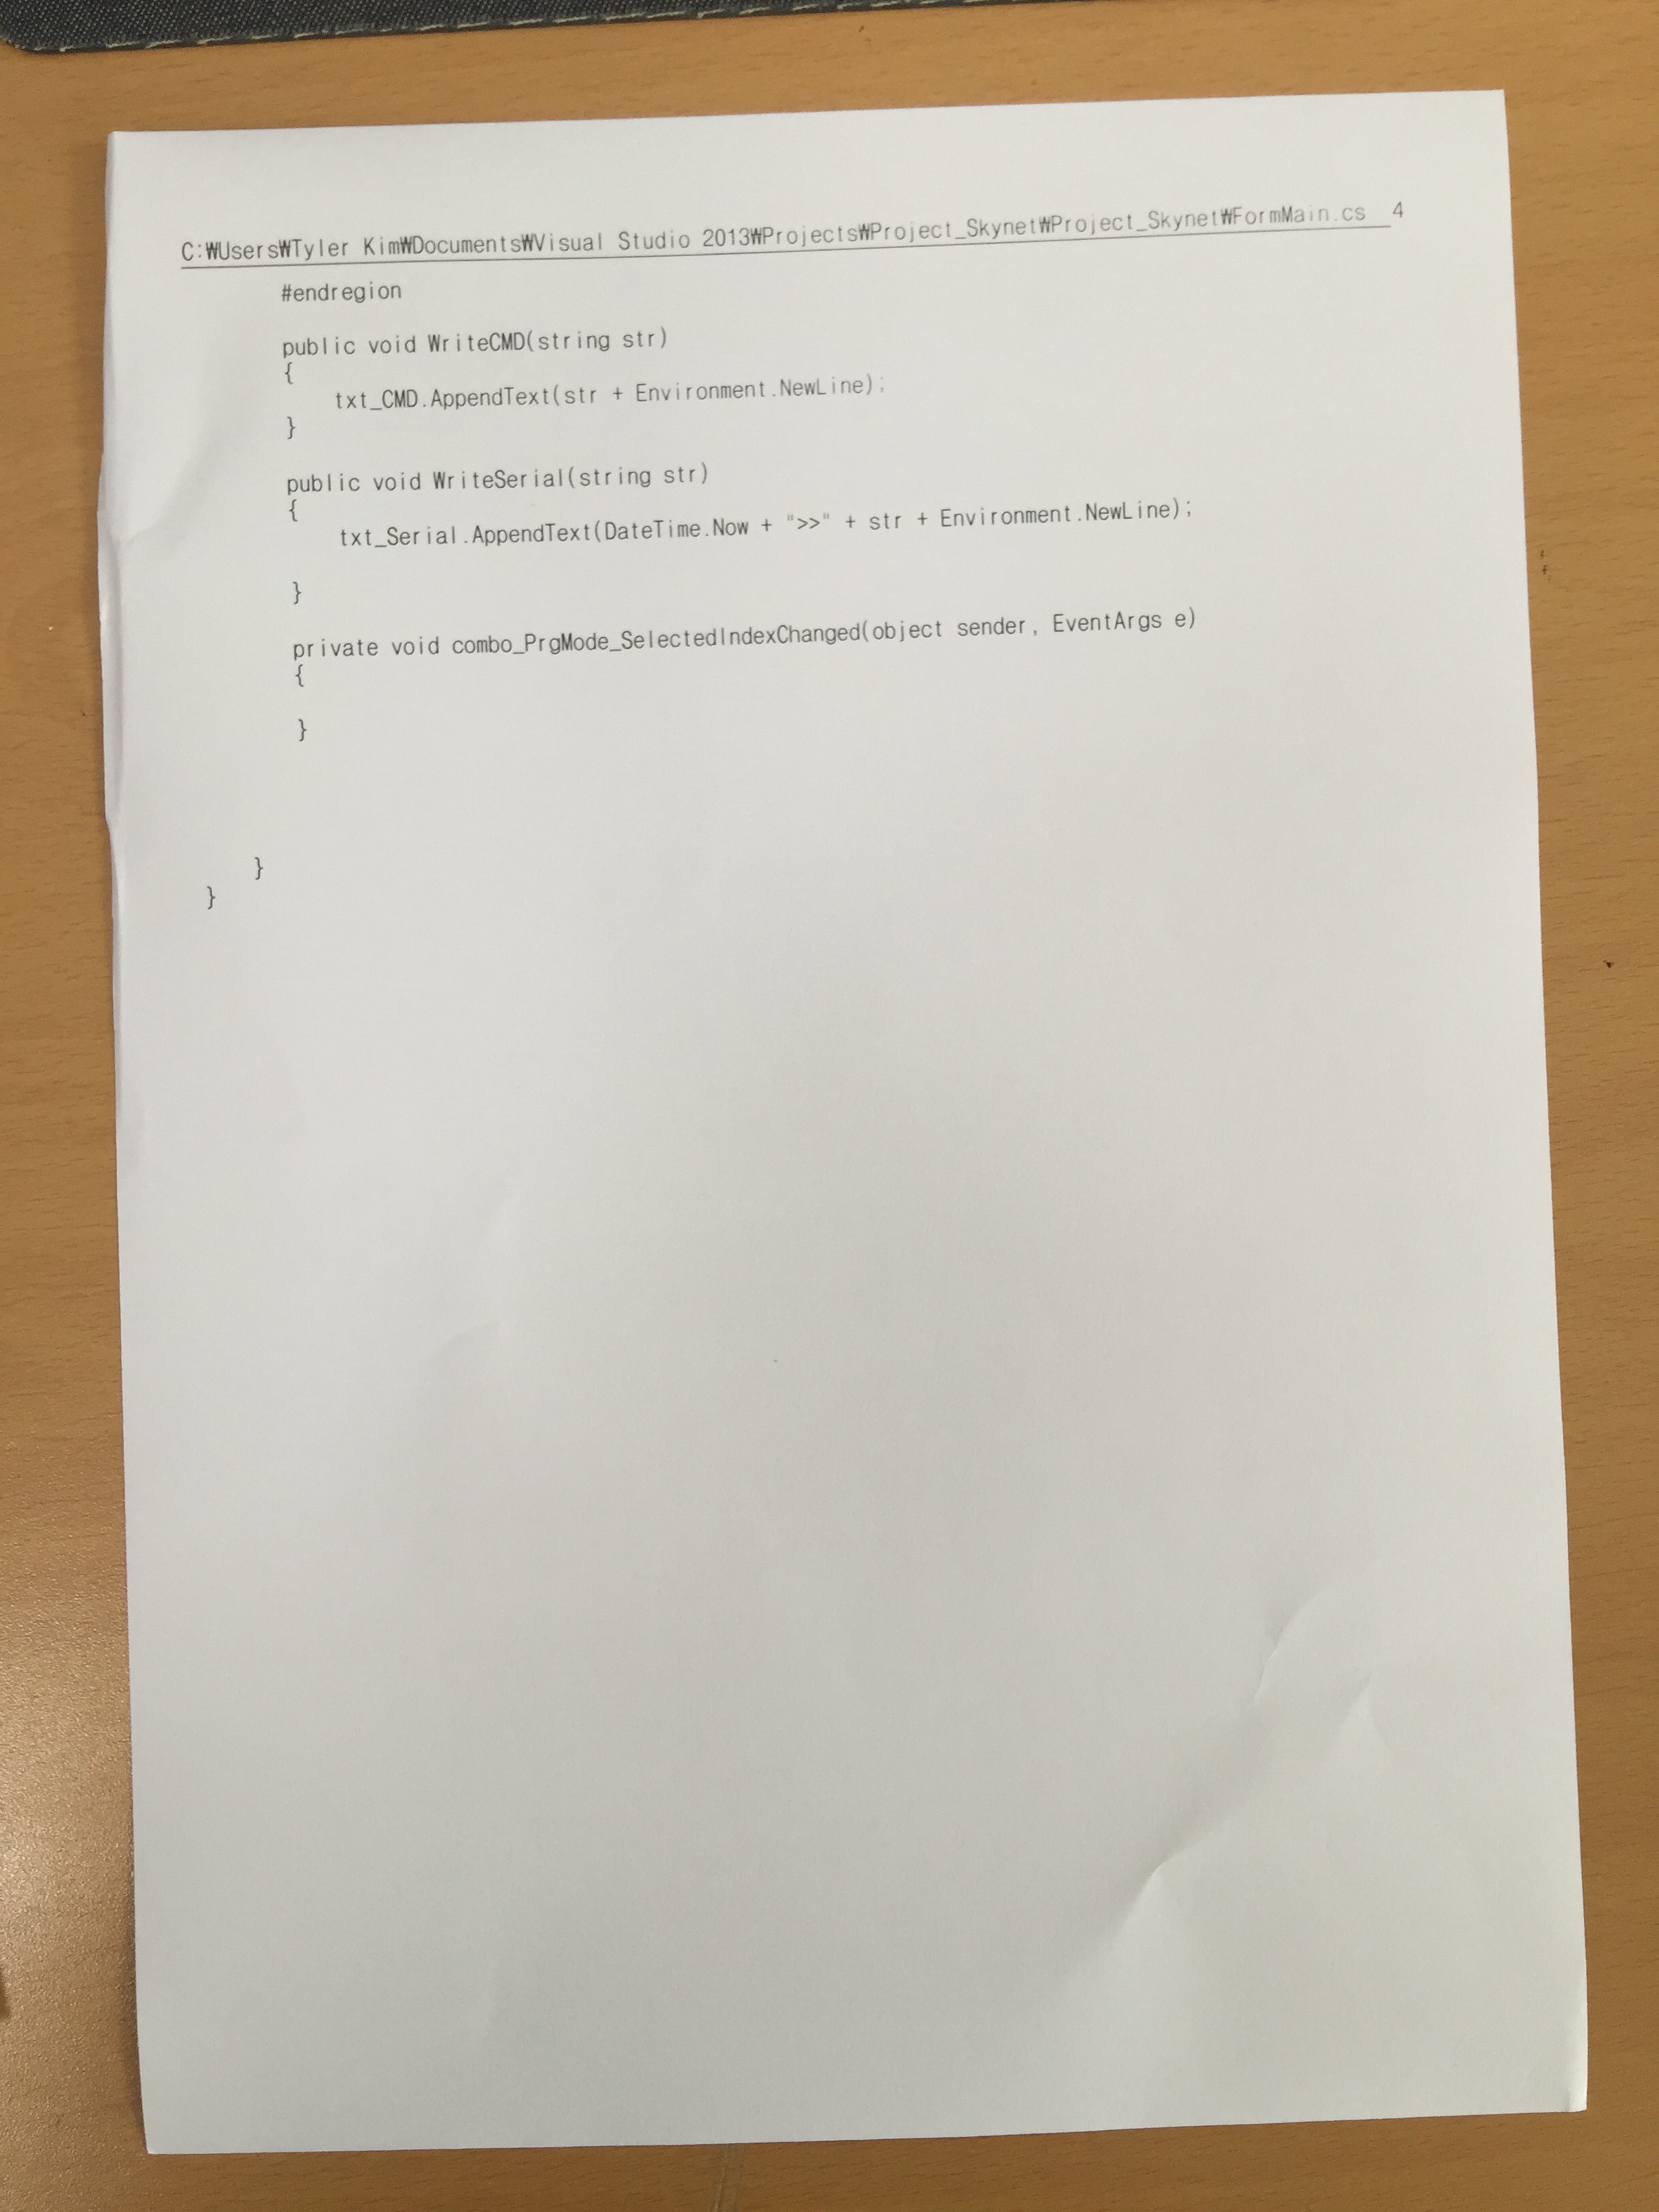 C:₩Users₩Tyler Kim₩Documents₩Visual Studio 2013₩Projects₩Project_Skynet₩Project_Skynet₩FormMain.cs 4
#endregion
public void WriteCMD(string str)
{
txt_CMD.AppendText(str + Environment.NewLine);
}
public void WriteSerial(string str)
{
txt_Serial.AppendText(DateTime.Now + ">>" + str + Environment.NewLine);
}
private void combo_PrgMode_SelectedIndexChanged(object sender, EventArgs e)
{
}
}
}